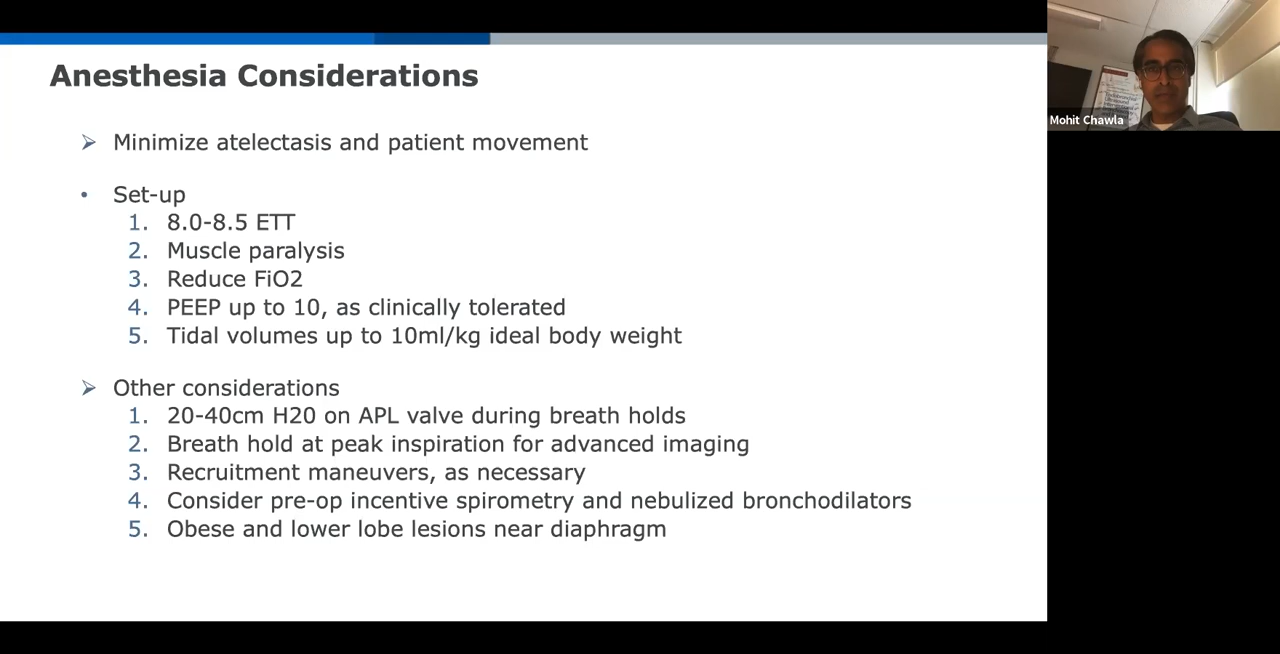 Anesthesia Considerations
Minimize atelectasis and patient movement
Set-up
1. 8.0-8.5 ETT
2. Muscle paralysis
3. Reduce FiO2
4. PEEP up to 10, as clinically tolerated
5. Tidal volumes up to 10ml/kg ideal body weight
Other considerations
1. 20-40cm H20 on APL valve during breath holds
2. Breath hold at peak inspiration for advanced imaging
3. Recruitment maneuvers, as necessary
4. Consider pre-op incentive spirometry and nebulized bronchodilators
5. Obese and lower lobe lesions near diaphragm
Mohit Chawla